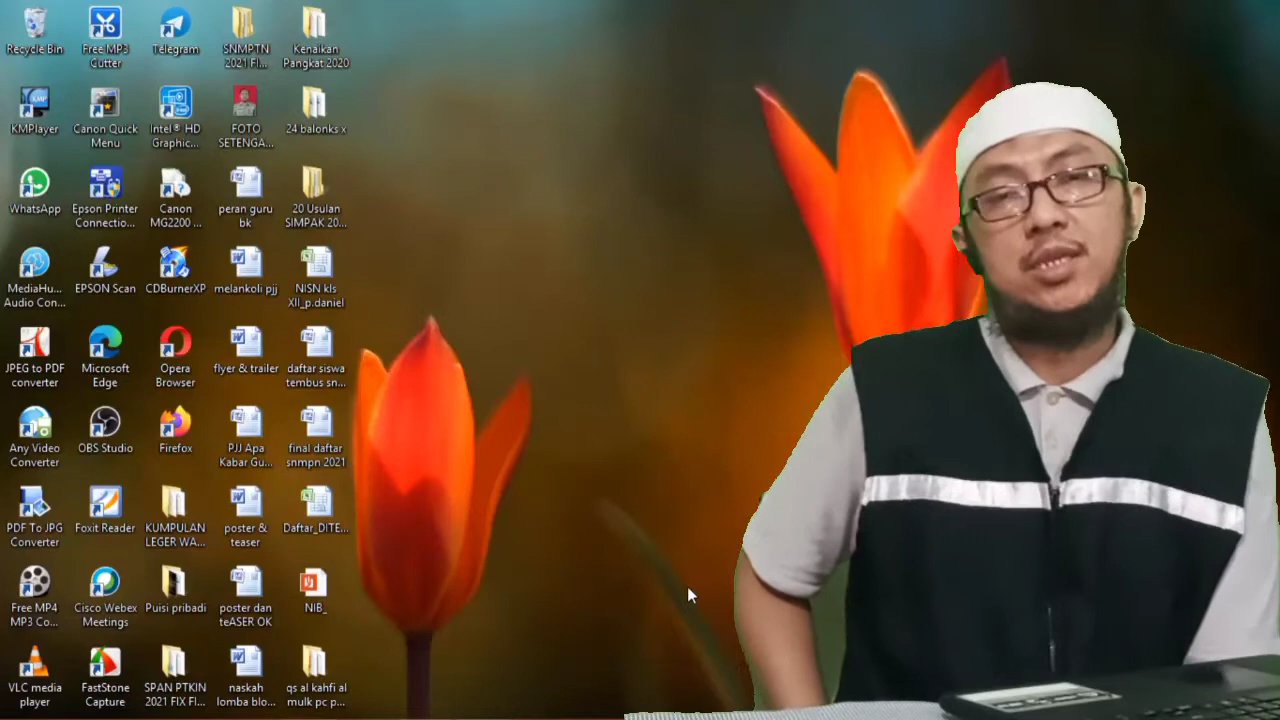 Recycle Bin
Free MP3
Cutter
Telegram
SNMPTN
2021 FI...
Kenaikan
Pangkat 2020
KMPlayer
Canon Quick
Menu
Intel® HD
Graphic...
FOTO
SETENGA...
24 balonks x
WhatsApp
Epson Printer
Connectio...
Canon
MG2200 ...
peran guru
bk
20 Usulan
SIMPAK 20...
MediaHu...
Audio Con...
EPSON Scan
CDBurnerXP
melankoli pjj
NISN kls
XII_p.daniel
JPEG to PDF
converter
Microsoft
Edge
Opera
Browser
flyer & trailer
daftar siswa
tembus sn...
Any Video
Converter
OBS Studio
Firefox
PJJ Apa
Kabar Gu...
final daftar
snmpn 2021
PDF To JPG
Converter
Foxit Reader
KUMPULAN
LEGER WA...
poster &
teaser
Daftar_DITE...
Free MP4
MP3 Co...
Cisco Webex
Meetings
Puisi pribadi
poster dan
teASER OK
NIB_
VLC media
player
FastStone
Capture
SPAN PTKIN
2021 FIX FI...
naskah
lomba blo...
qs al kahfi al
mulk pc p...